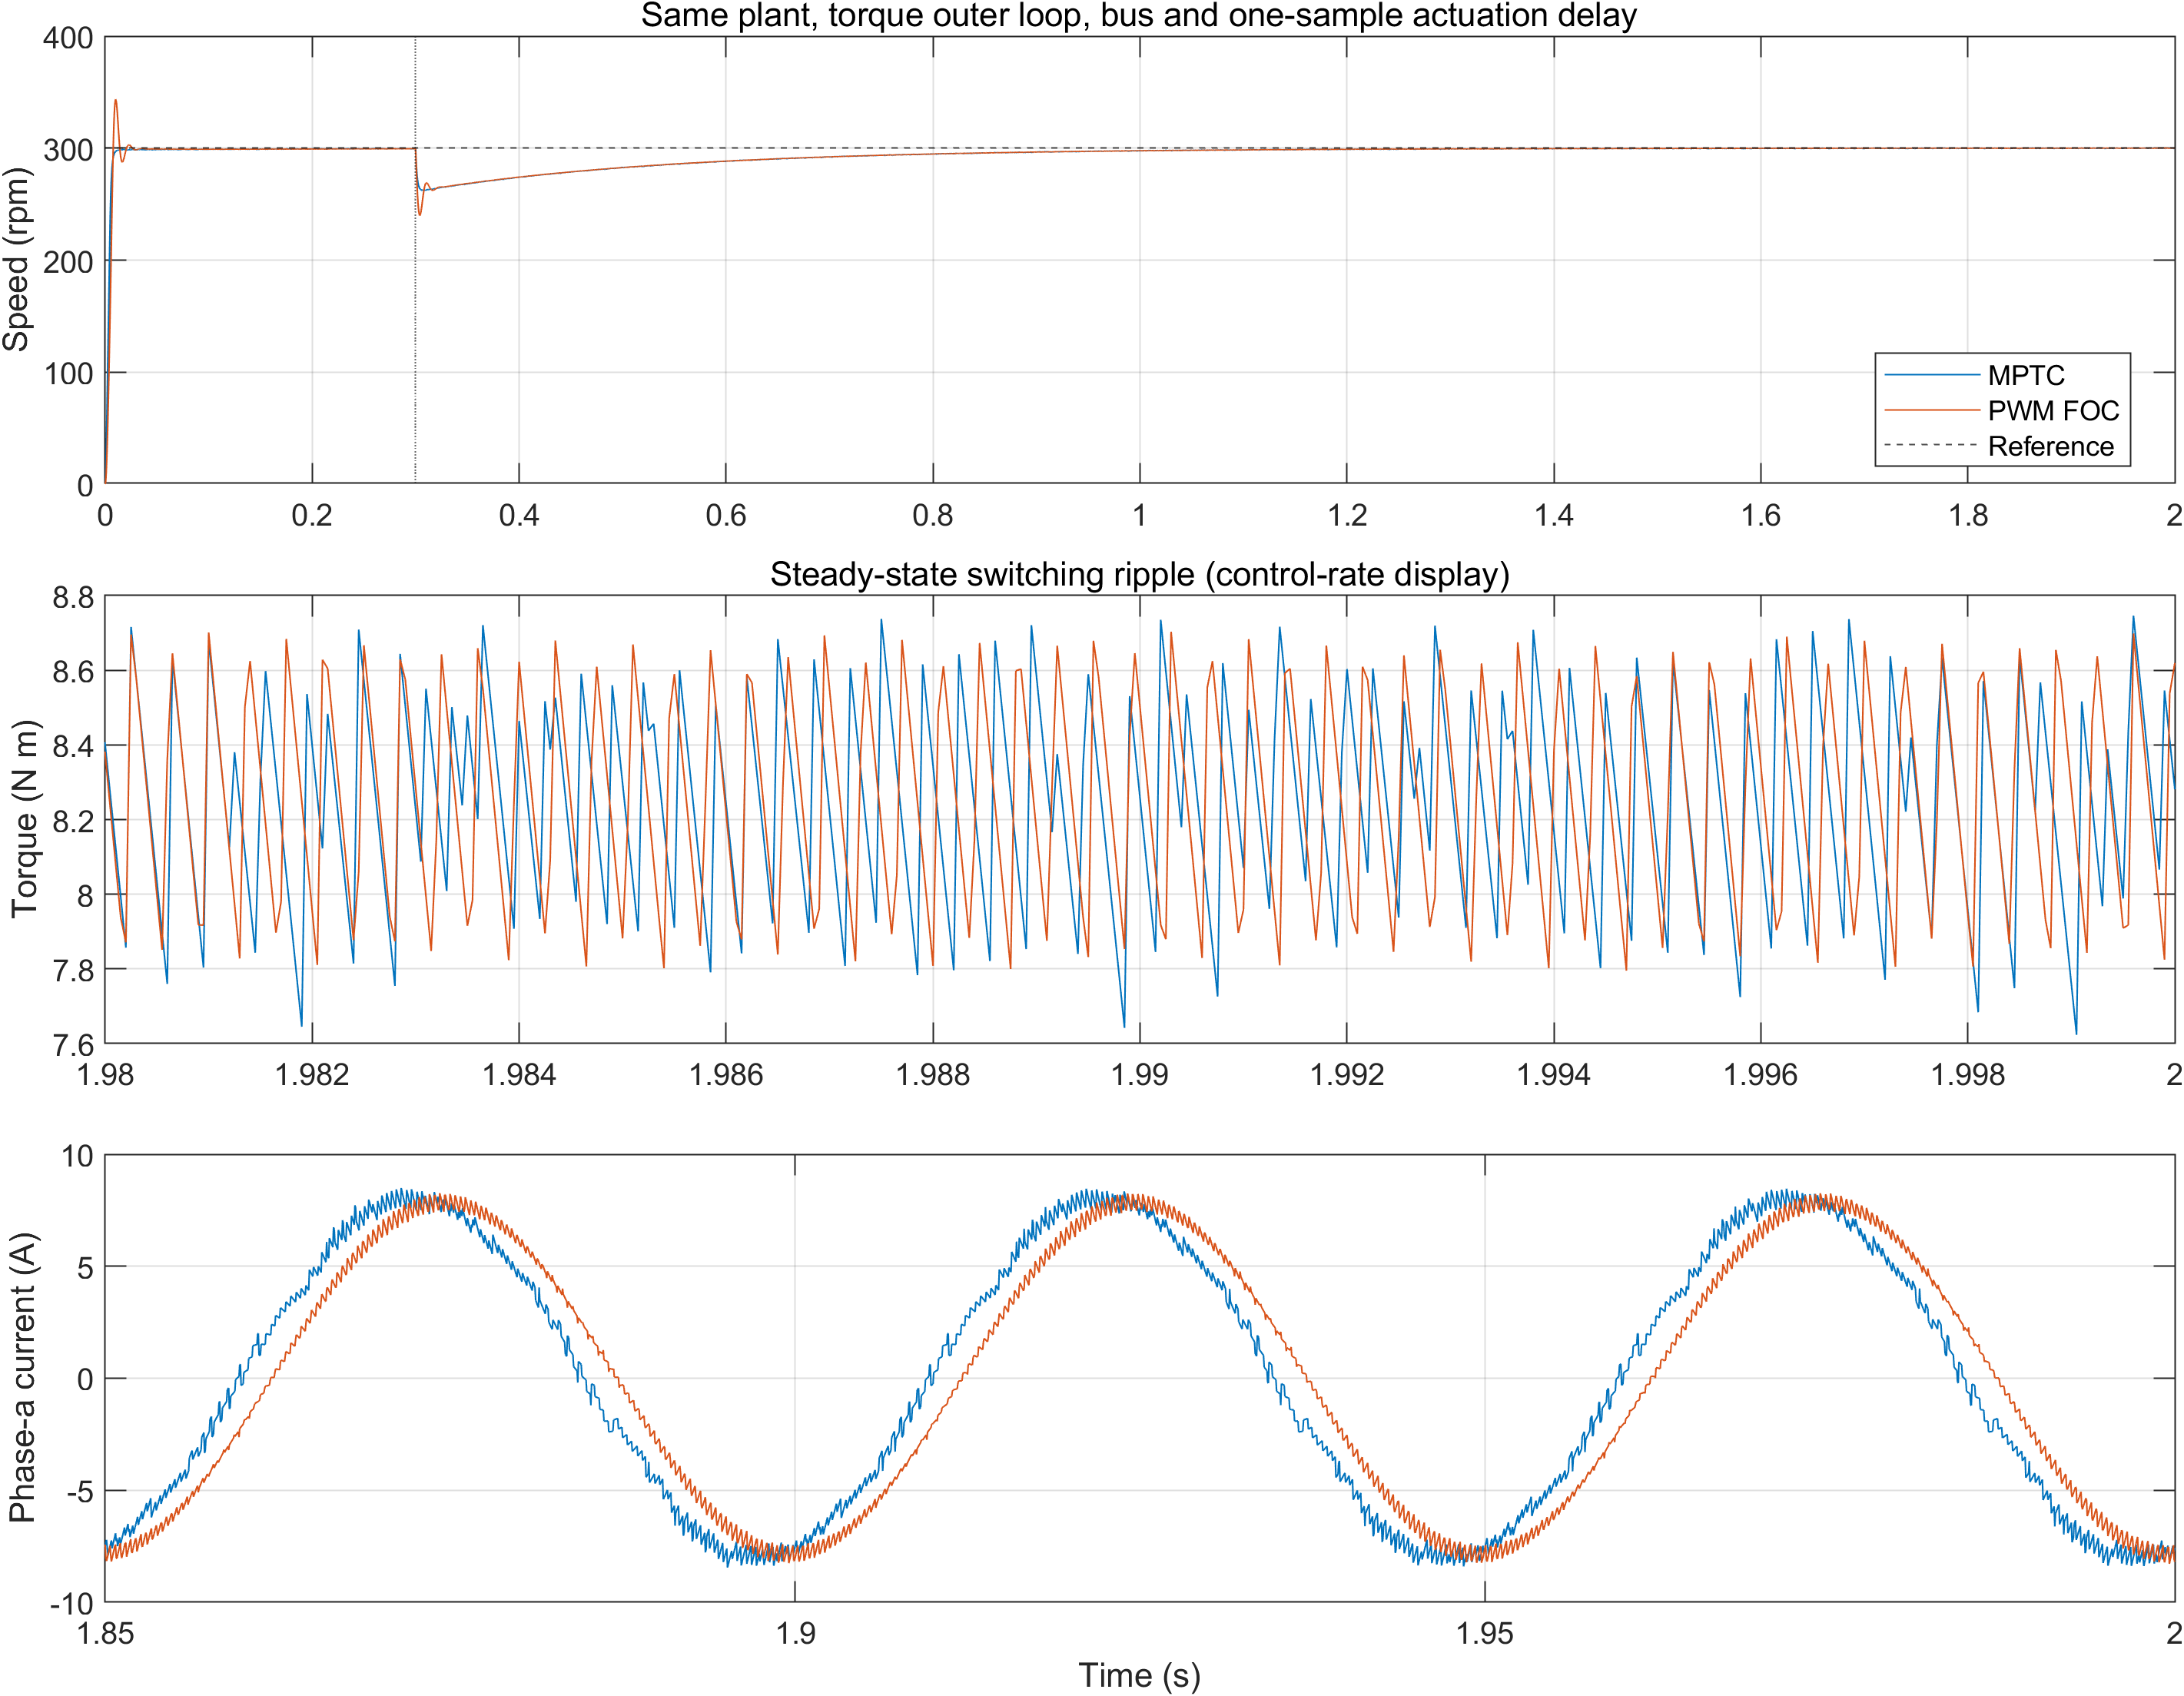 Same plant, torque outer loop, bus and one-sample actuation delay
400
300
200
100
0
Speed (rpm)
MPTC
PWM FOC
Reference
0 0.2 0.4 0.6 0.8 1 1.2 1.4 1.6 1.8 2
Steady-state switching ripple (control-rate display)
8.8
8.6
8.4
8.2
8
7.8
7.6
Torque (N m)
1.98 1.982 1.984 1.986 1.988 1.99 1.992 1.994 1.996 1.998 2
10
5
0
-5
-10
Phase-a current (A)
1.85 1.9 1.95 2
Time (s)